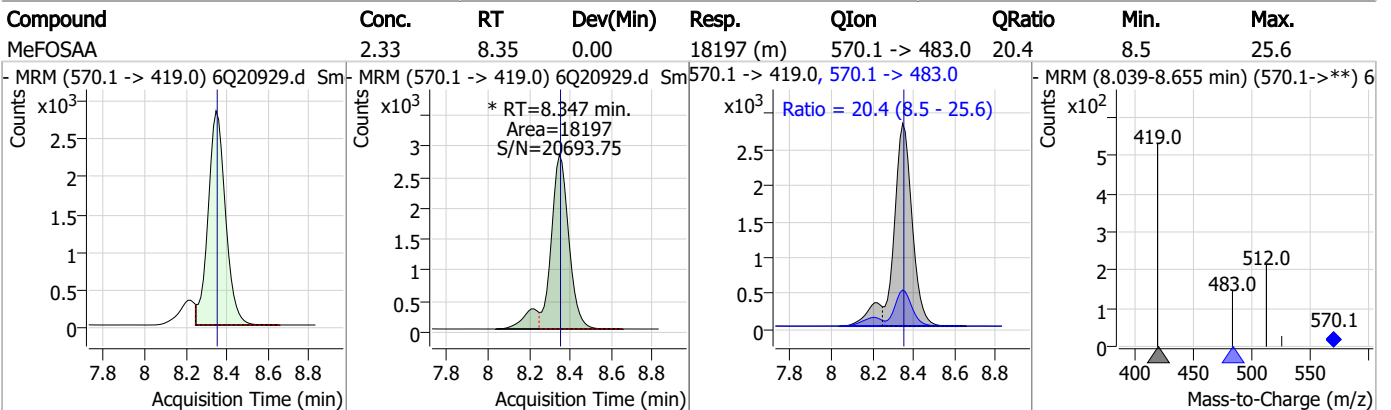 Compound Conc. RT Dev(Min) Resp. QIon QRatio Min. Max.
MeFOSAA 2.33 8.35 0.00 18197 (m) 570.1 -> 483.0 20.4 8.5 25.6
- MRM (570.1 -> 419.0) 6Q20929.d Sm
Counts
x10³
2.5
2
1.5
1
0.5
0
7.8 8 8.2 8.4 8.6 8.8
Acquisition Time (min)
- MRM (570.1 -> 419.0) 6Q20929.d Sm
Counts
x10³
* RT=8.347 min.
Area=18197
S/N=20693.75
3
2.5
2
1.5
1
0.5
0
7.8 8 8.2 8.4 8.6 8.8
Acquisition Time (min)
570.1 -> 419.0, 570.1 -> 483.0
x10³
Ratio = 20.4 (8.5 - 25.6)
2.5
2
1.5
1
0.5
0
7.8 8 8.2 8.4 8.6 8.8
Acquisition Time (min)
- MRM (8.039-8.655 min) (570.1->**) 6
Counts
x10²
419.0
5
4
3
512.0
2
483.0
1
570.1
0
400 450 500 550
Mass-to-Charge (m/z)